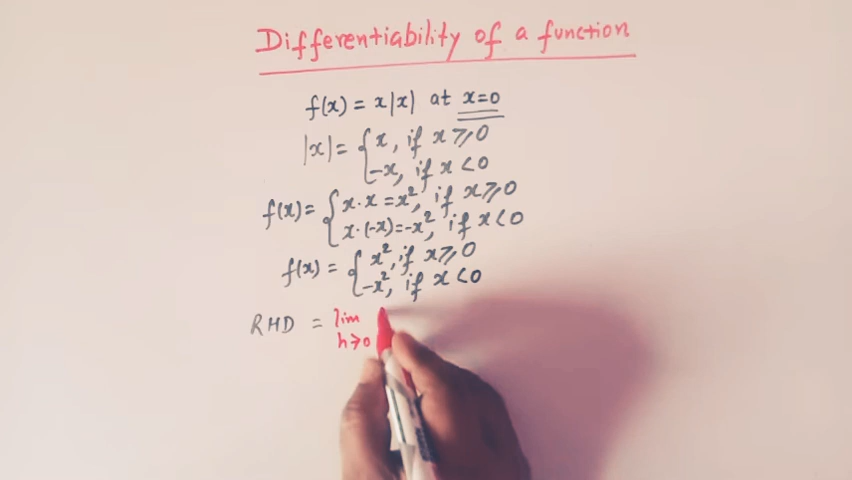 Differentiability of a function
f(x) = x|x| at x=0
|x| = { x, if x ⩾ 0
-x, if x < 0
f(x) = { x·x = x², if x ⩾ 0
x·(-x) = -x², if x < 0
f(x) = { x², if x ⩾ 0
-x², if x < 0
RHD = lim
h→0